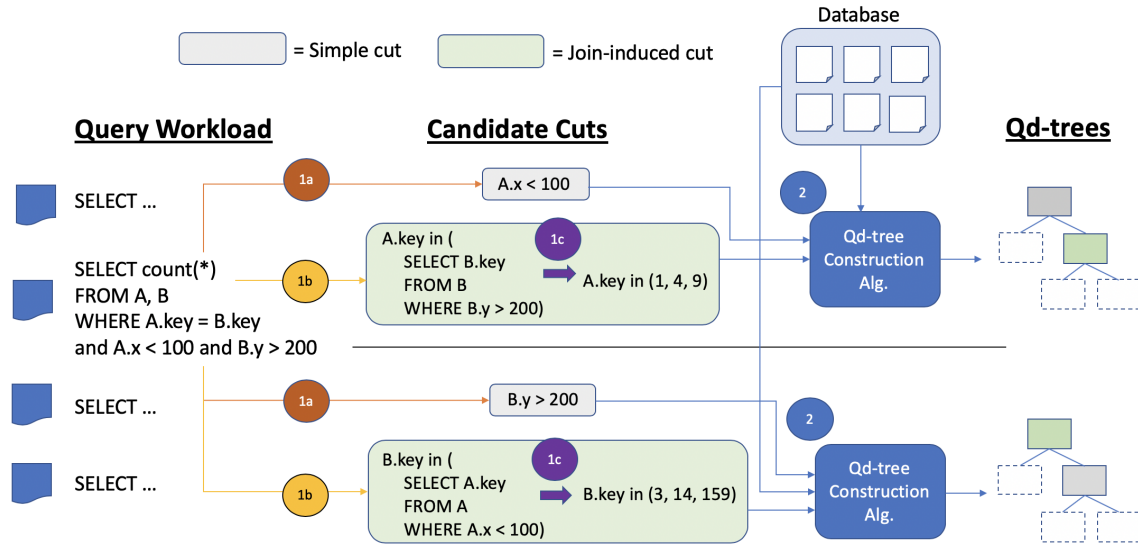 Database
= Simple cut
= Join-induced cut
Query Workload
Candidate Cuts
Qd-trees
1a
A.x < 100
2
SELECT ...
A.key in (
SELECT B.key
FROM B
WHERE B.y > 200)
1c
A.key in (1, 4, 9)
Qd-tree
Construction
Alg.
1b
SELECT count(*)
FROM A, B
WHERE A.key = B.key
and A.x < 100 and B.y > 200
1a
B.y > 200
2
SELECT ...
B.key in (
SELECT A.key
FROM A
WHERE A.x < 100)
1c
B.key in (3, 14, 159)
Qd-tree
Construction
Alg.
1b
SELECT ...